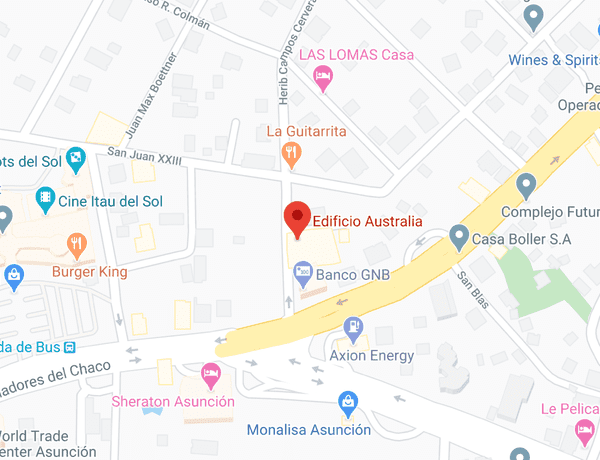 so R. Colmán
Juan Max Boettner
Herib Campos Cervera
LAS LOMAS Casa
Wines & Spirits
Pe
Operac
La Guitarrita
San Juan XXIII
ots del Sol
Cine Itau del Sol
Edificio Australia
Complejo Futur
Casa Boller S.A
Burger King
Banco GNB
San Blas
da de Bus
Axion Energy
adores del Chaco
Sheraton Asunción
Monalisa Asunción
Le Pelica
World Trade
enter Asunción